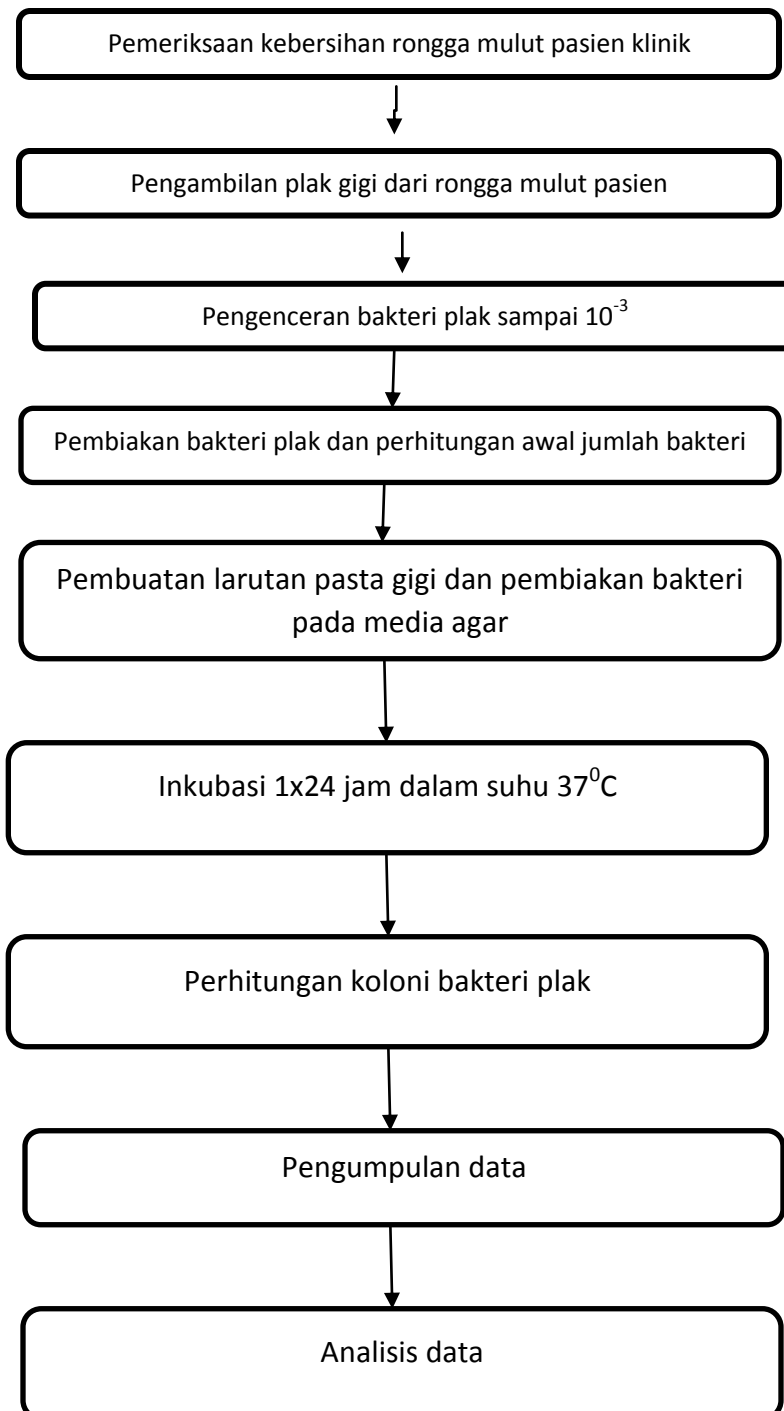 Pemeriksaan kebersihan rongga mulut pasien klinik
Pengambilan plak gigi dari rongga mulut pasien
Pengenceran bakteri plak sampai 10⁻³
Pembiakan bakteri plak dan perhitungan awal jumlah bakteri
Pembuatan larutan pasta gigi dan pembiakan bakteri
pada media agar
Inkubasi 1x24 jam dalam suhu 37⁰C
Perhitungan koloni bakteri plak
Pengumpulan data
Analisis data